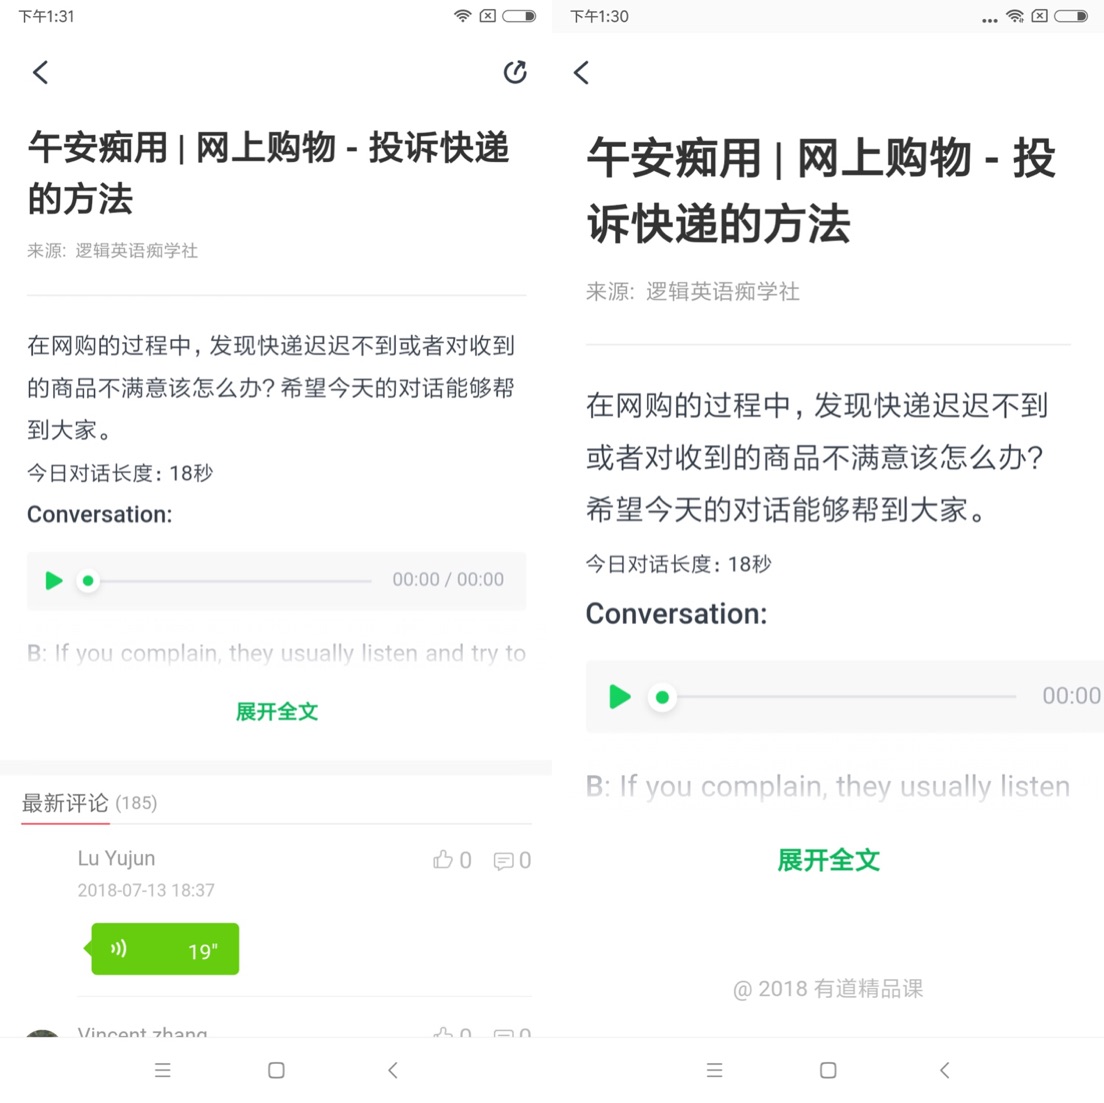 下午1:31
午安痴用 | 网上购物 - 投诉快递
的方法
来源: 逻辑英语痴学社
在网购的过程中，发现快递迟迟不到或者对收到
的商品不满意该怎么办？希望今天的对话能够帮
到大家。
今日对话长度：18秒
Conversation:
00:00 / 00:00
B: If you complain, they usually listen and try to
展开全文
最新评论 (185)
Lu Yujun
0
0
2018-07-13 18:37
19"
Vincent zhang
0
0
下午1:30
午安痴用 | 网上购物 - 投
诉快递的方法
来源: 逻辑英语痴学社
在网购的过程中，发现快递迟迟不到
或者对收到的商品不满意该怎么办？
希望今天的对话能够帮到大家。
今日对话长度：18秒
Conversation:
00:00
B: If you complain, they usually listen
展开全文
@ 2018 有道精品课